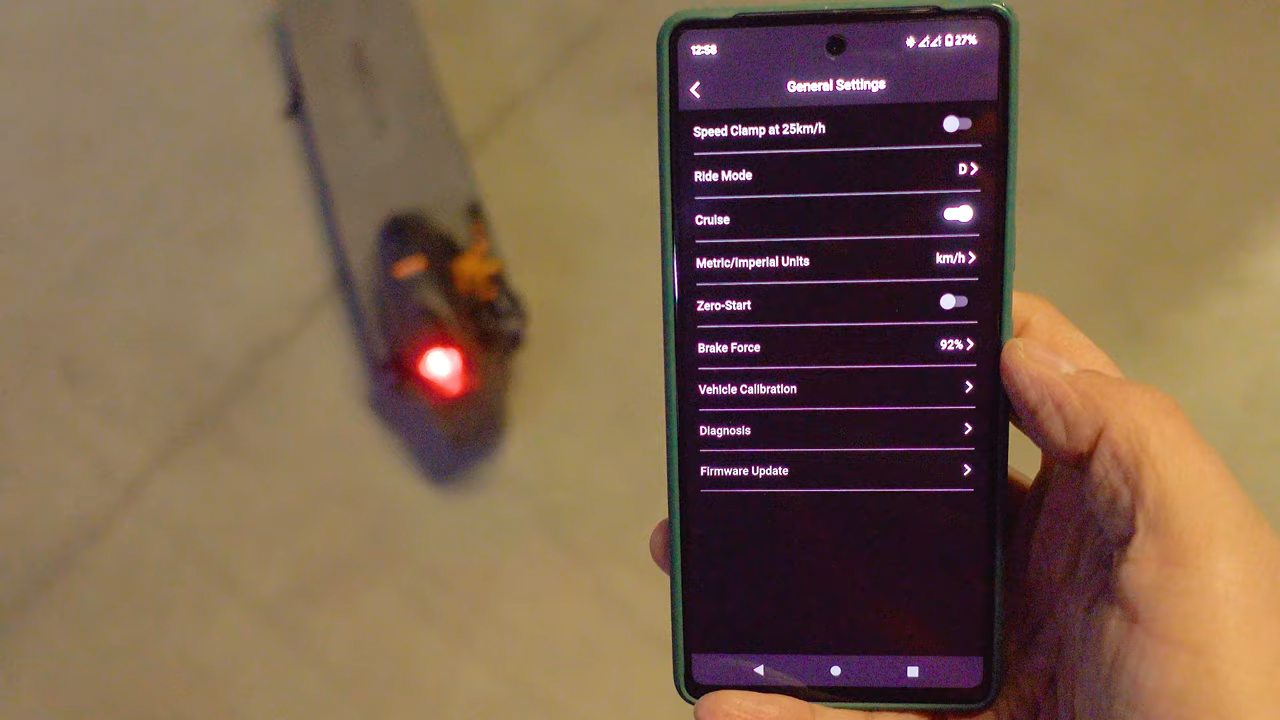 12:58
27%
General Settings
Speed Clamp at 25km/h
Ride Mode D
Cruise
Metric/Imperial Units km/h
Zero-Start
Brake Force 92%
Vehicle Calibration
Diagnosis
Firmware Update